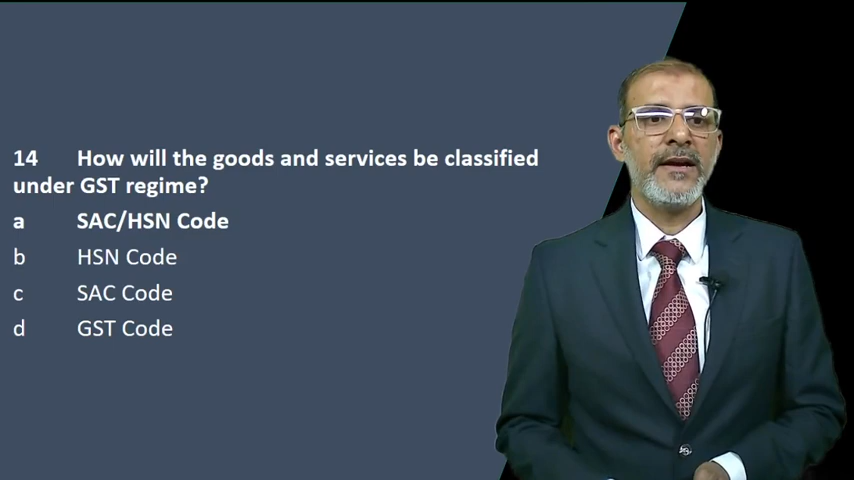 14 How will the goods and services be classified
under GST regime?
a SAC/HSN Code
b HSN Code
c SAC Code
d GST Code